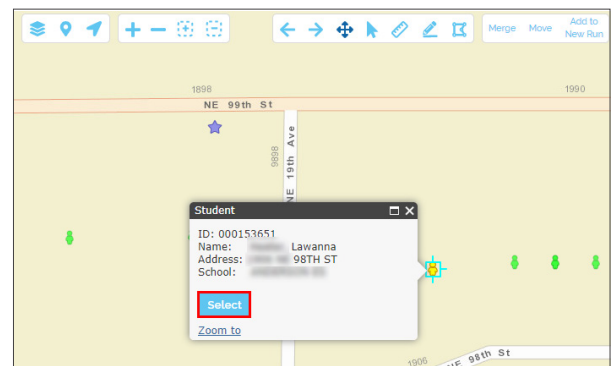 Merge Move Add to
New Run
1898
1990
NE 99th St
9898
NE 19th Ave
Student
ID: 000153651
Name: Lawanna
Address: 98TH ST
School:
Select
Zoom to
1906
NE 98th St